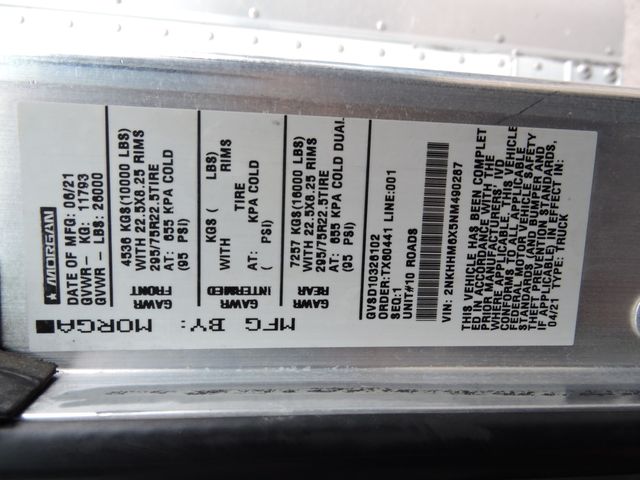 MORGAN
DATE OF MFG: 06/21
GVWR- KG: 11793
GVWR - LBS: 26000
GAWR
FRONT
4536 KGS(10000 LBS)
WITH 22.5X8.25 RIMS
295/75R22.5TIRE
AT: 655 KPA COLD
(95 PSI)
GAWR
INTERMED
KGS ( LBS)
WITH RIMS
TIRE
AT: KPA COLD
( PSI)
GAWR
REAR
7257 KGS(16000 LBS)
WITH 22.5X8.25 RIMS
295/75R22.5TIRE
AT: 655 KPA COLD DUAL
(95 PSI)
MFG BY: MORGA
GVSD10326102
ORDER:TX60441 LINE:001
SEQ:1
UNIT#10 ROADS
VIN: 2NKHHM6X5NM490287
THIS VEHICLE HAS BEEN COMPLET
ED IN ACCORDANCE WITH THE
PRIOR MANUFACTURERS' IVD
WHERE APPLICABLE. THIS VEHICLE
CONFORMS TO ALL APPLICABLE
FEDERAL MOTOR VEHICLE SAFETY
STANDARDS (AND BUMPER AND
THEFT PREVENTION STANDARDS,
IF APPLICABLE) IN EFFECT IN:
04/21 TYPE: TRUCK